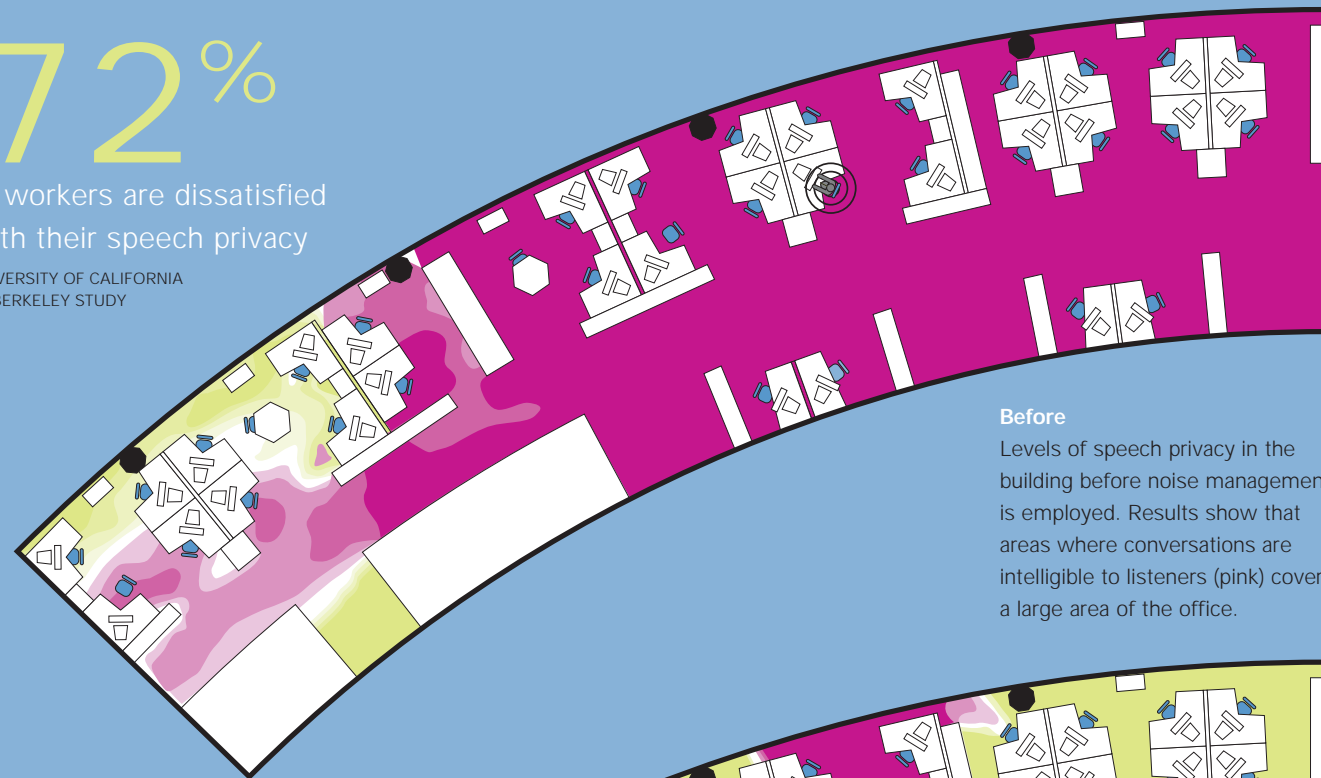 72%
workers are dissatisfied
th their speech privacy
VERSITY OF CALIFORNIA
BERKELEY STUDY
Before
Levels of speech privacy in the
building before noise managemen
is employed. Results show that
areas where conversations are
intelligible to listeners (pink) cover
a large area of the office.